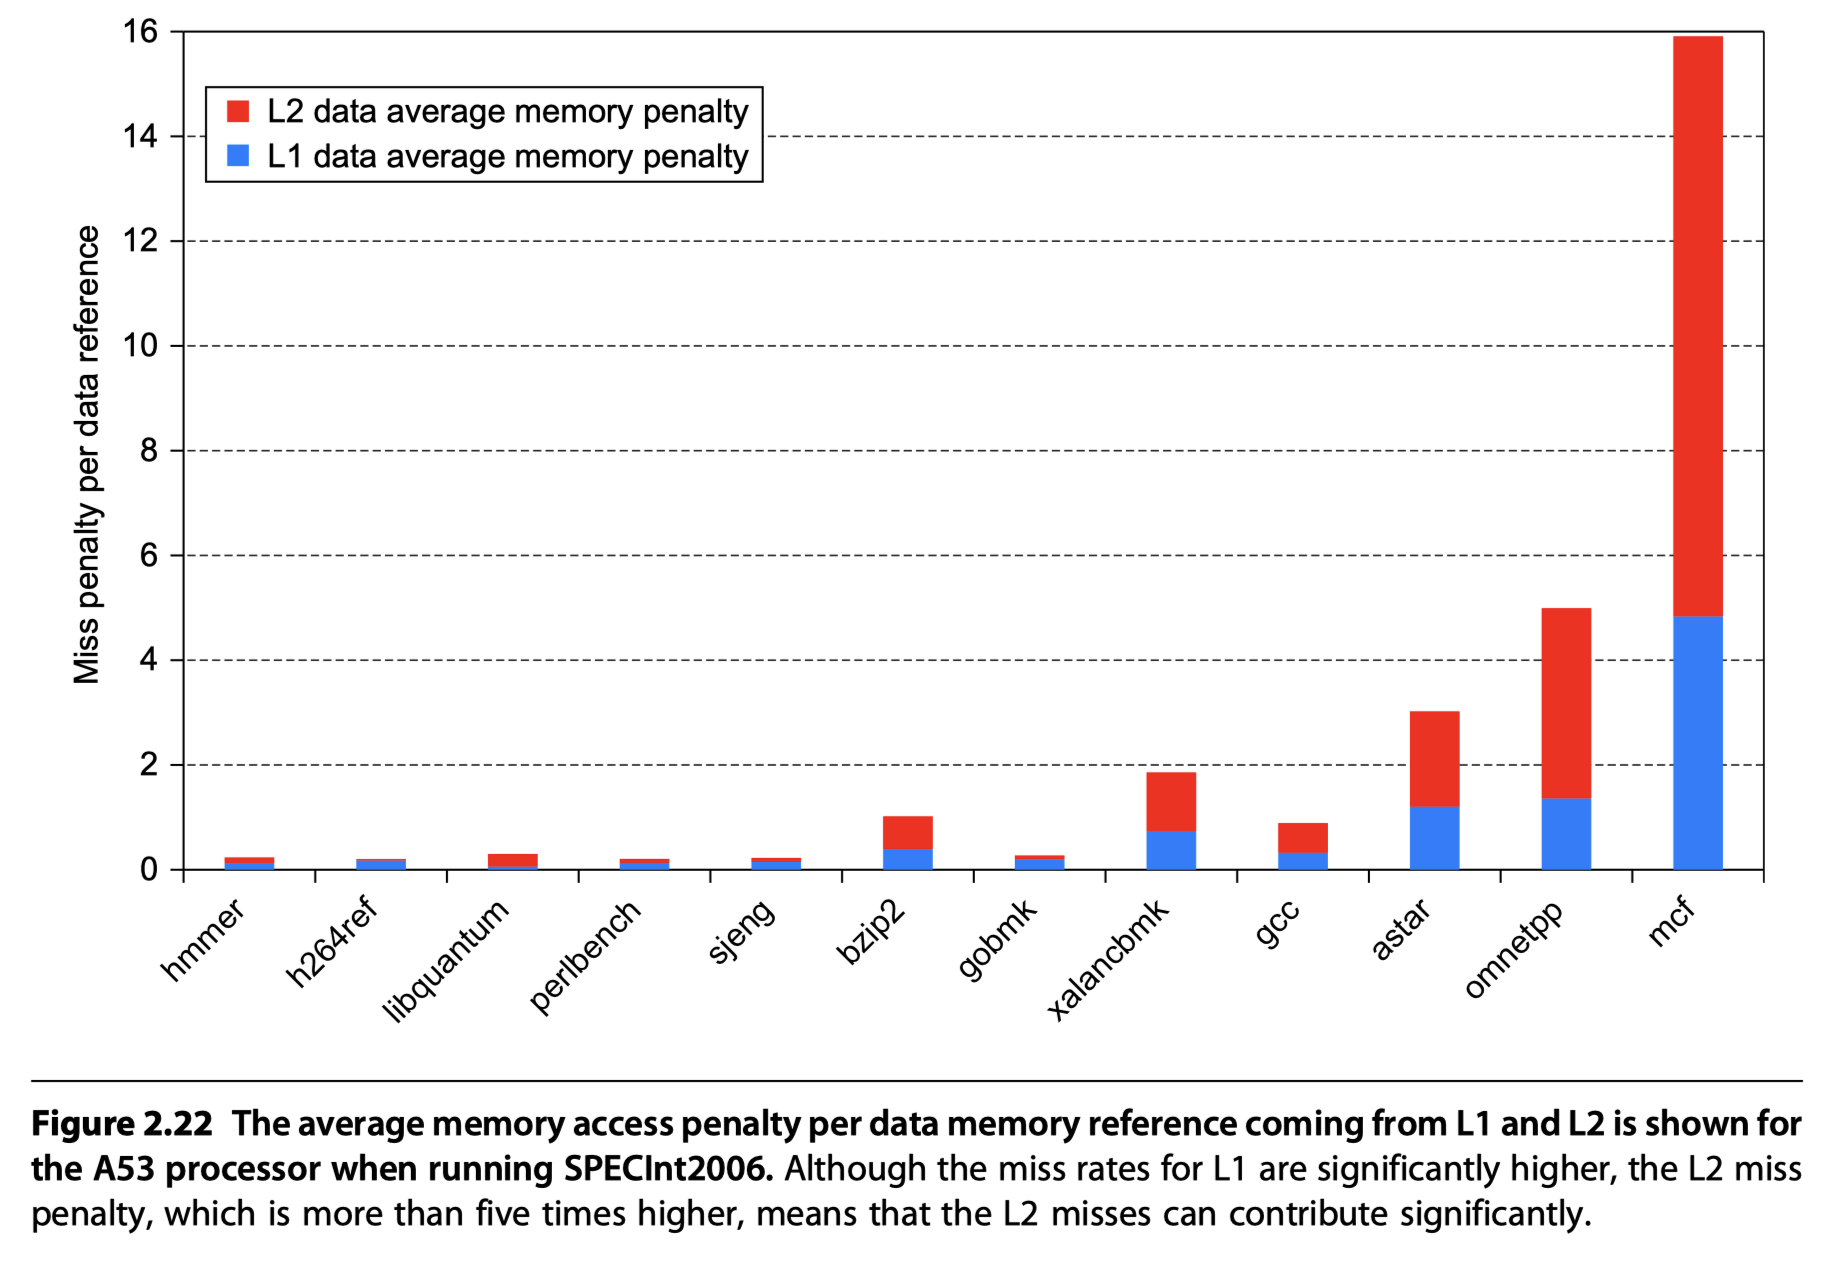 16
L2 data average memory penalty
L1 data average memory penalty
14
12
10
8
6
4
2
0
Miss penalty per data reference
hmmer
h264ref
libquantum
perlbench
sjeng
bzip2
gobmk
xalancbmk
gcc
astar
omnetpp
mcf
Figure 2.22 The average memory access penalty per data memory reference coming from L1 and L2 is shown for
the A53 processor when running SPECInt2006. Although the miss rates for L1 are significantly higher, the L2 miss
penalty, which is more than five times higher, means that the L2 misses can contribute significantly.